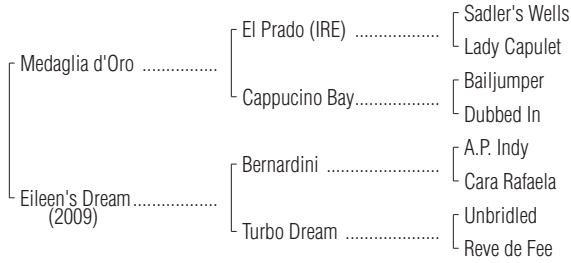 Sadler's Wells
El Prado (IRE) ..................
Lady Capulet
Medaglia d'Oro ................
Bailjumper
Cappucino Bay..................
Dubbed In
A.P. Indy
Bernardini ........................
Cara Rafaela
Eileen's Dream..................
(2009)
Unbridled
Turbo Dream ....................
Reve de Fee